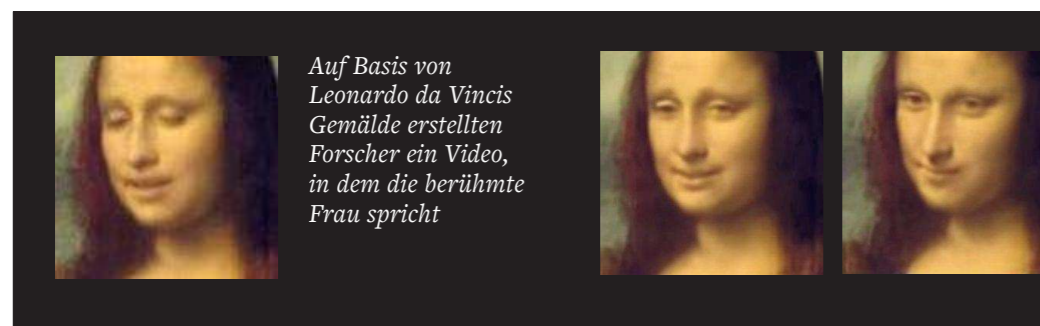 Auf Basis von
Leonardo da Vincis
Gemälde erstellten
Forscher ein Video,
in dem die berühmte
Frau spricht